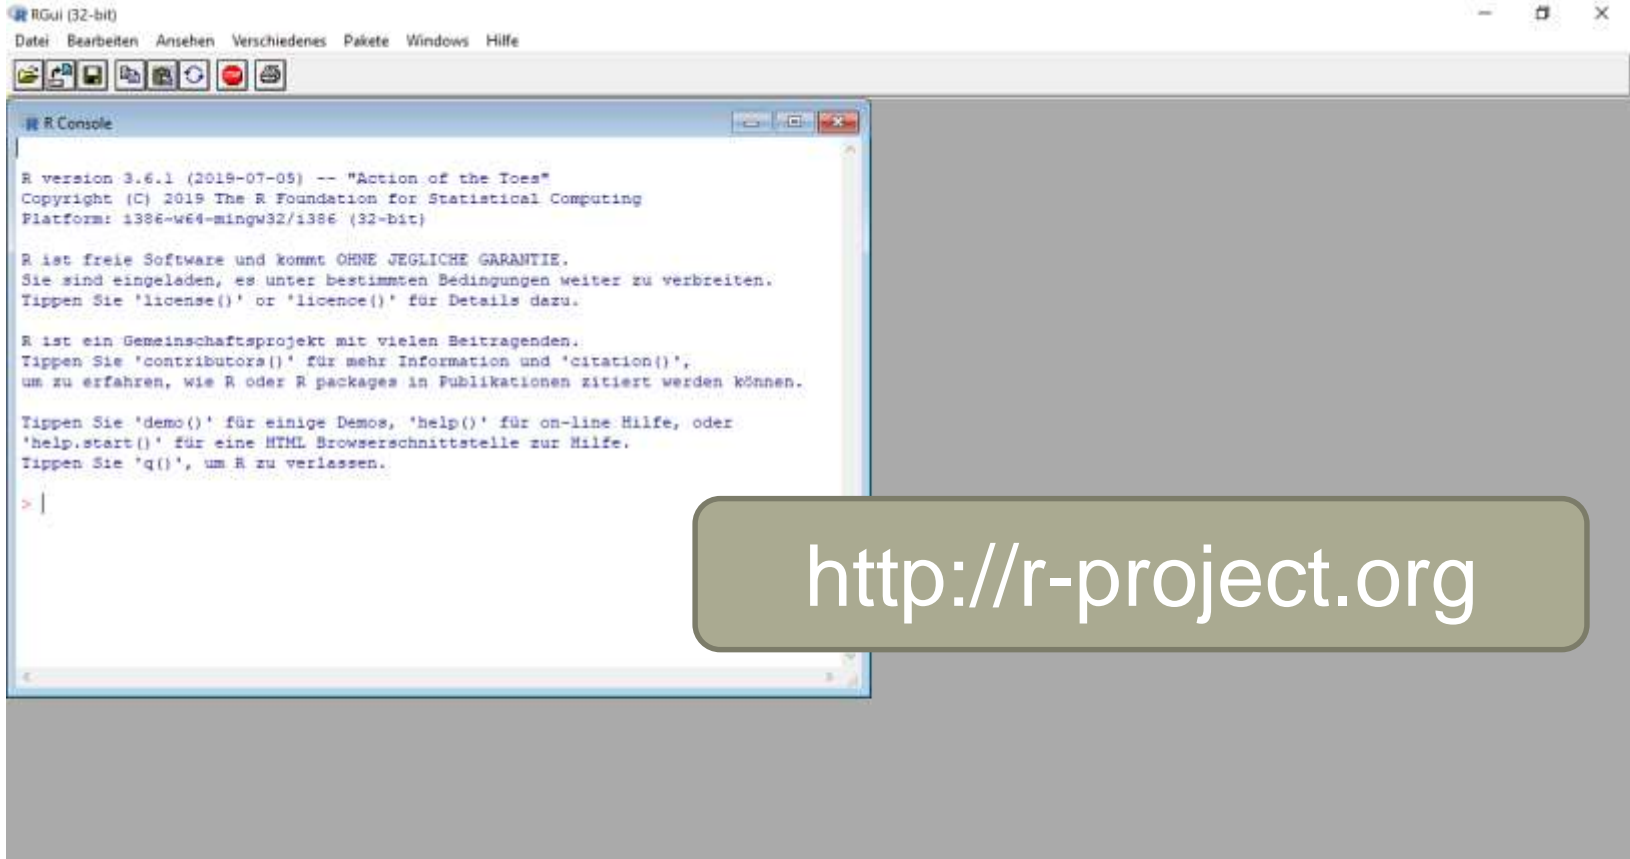 RGui (32-bit)
Datei Bearbeiten Ansehen Verschiedenes Pakete Windows Hilfe
R Console
R version 3.6.1 (2019-07-05) -- "Action of the Toes"
Copyright (C) 2019 The R Foundation for Statistical Computing
Platform: i386-w64-mingw32/i386 (32-bit)
R ist freie Software und kommt OHNE JEGLICHE GARANTIE.
Sie sind eingeladen, es unter bestimmten Bedingungen weiter zu verbreiten.
Tippen Sie 'license()' or 'licence()' für Details dazu.
R ist ein Gemeinschaftsprojekt mit vielen Beitragenden.
Tippen Sie 'contributors()' für mehr Information und 'citation()',
um zu erfahren, wie R oder R packages in Publikationen zitiert werden können.
Tippen Sie 'demo()' für einige Demos, 'help()' für on-line Hilfe, oder
'help.start()' für eine HTML Browserschnittstelle zur Hilfe.
Tippen Sie 'q()', um R zu verlassen.
>
http://r-project.org